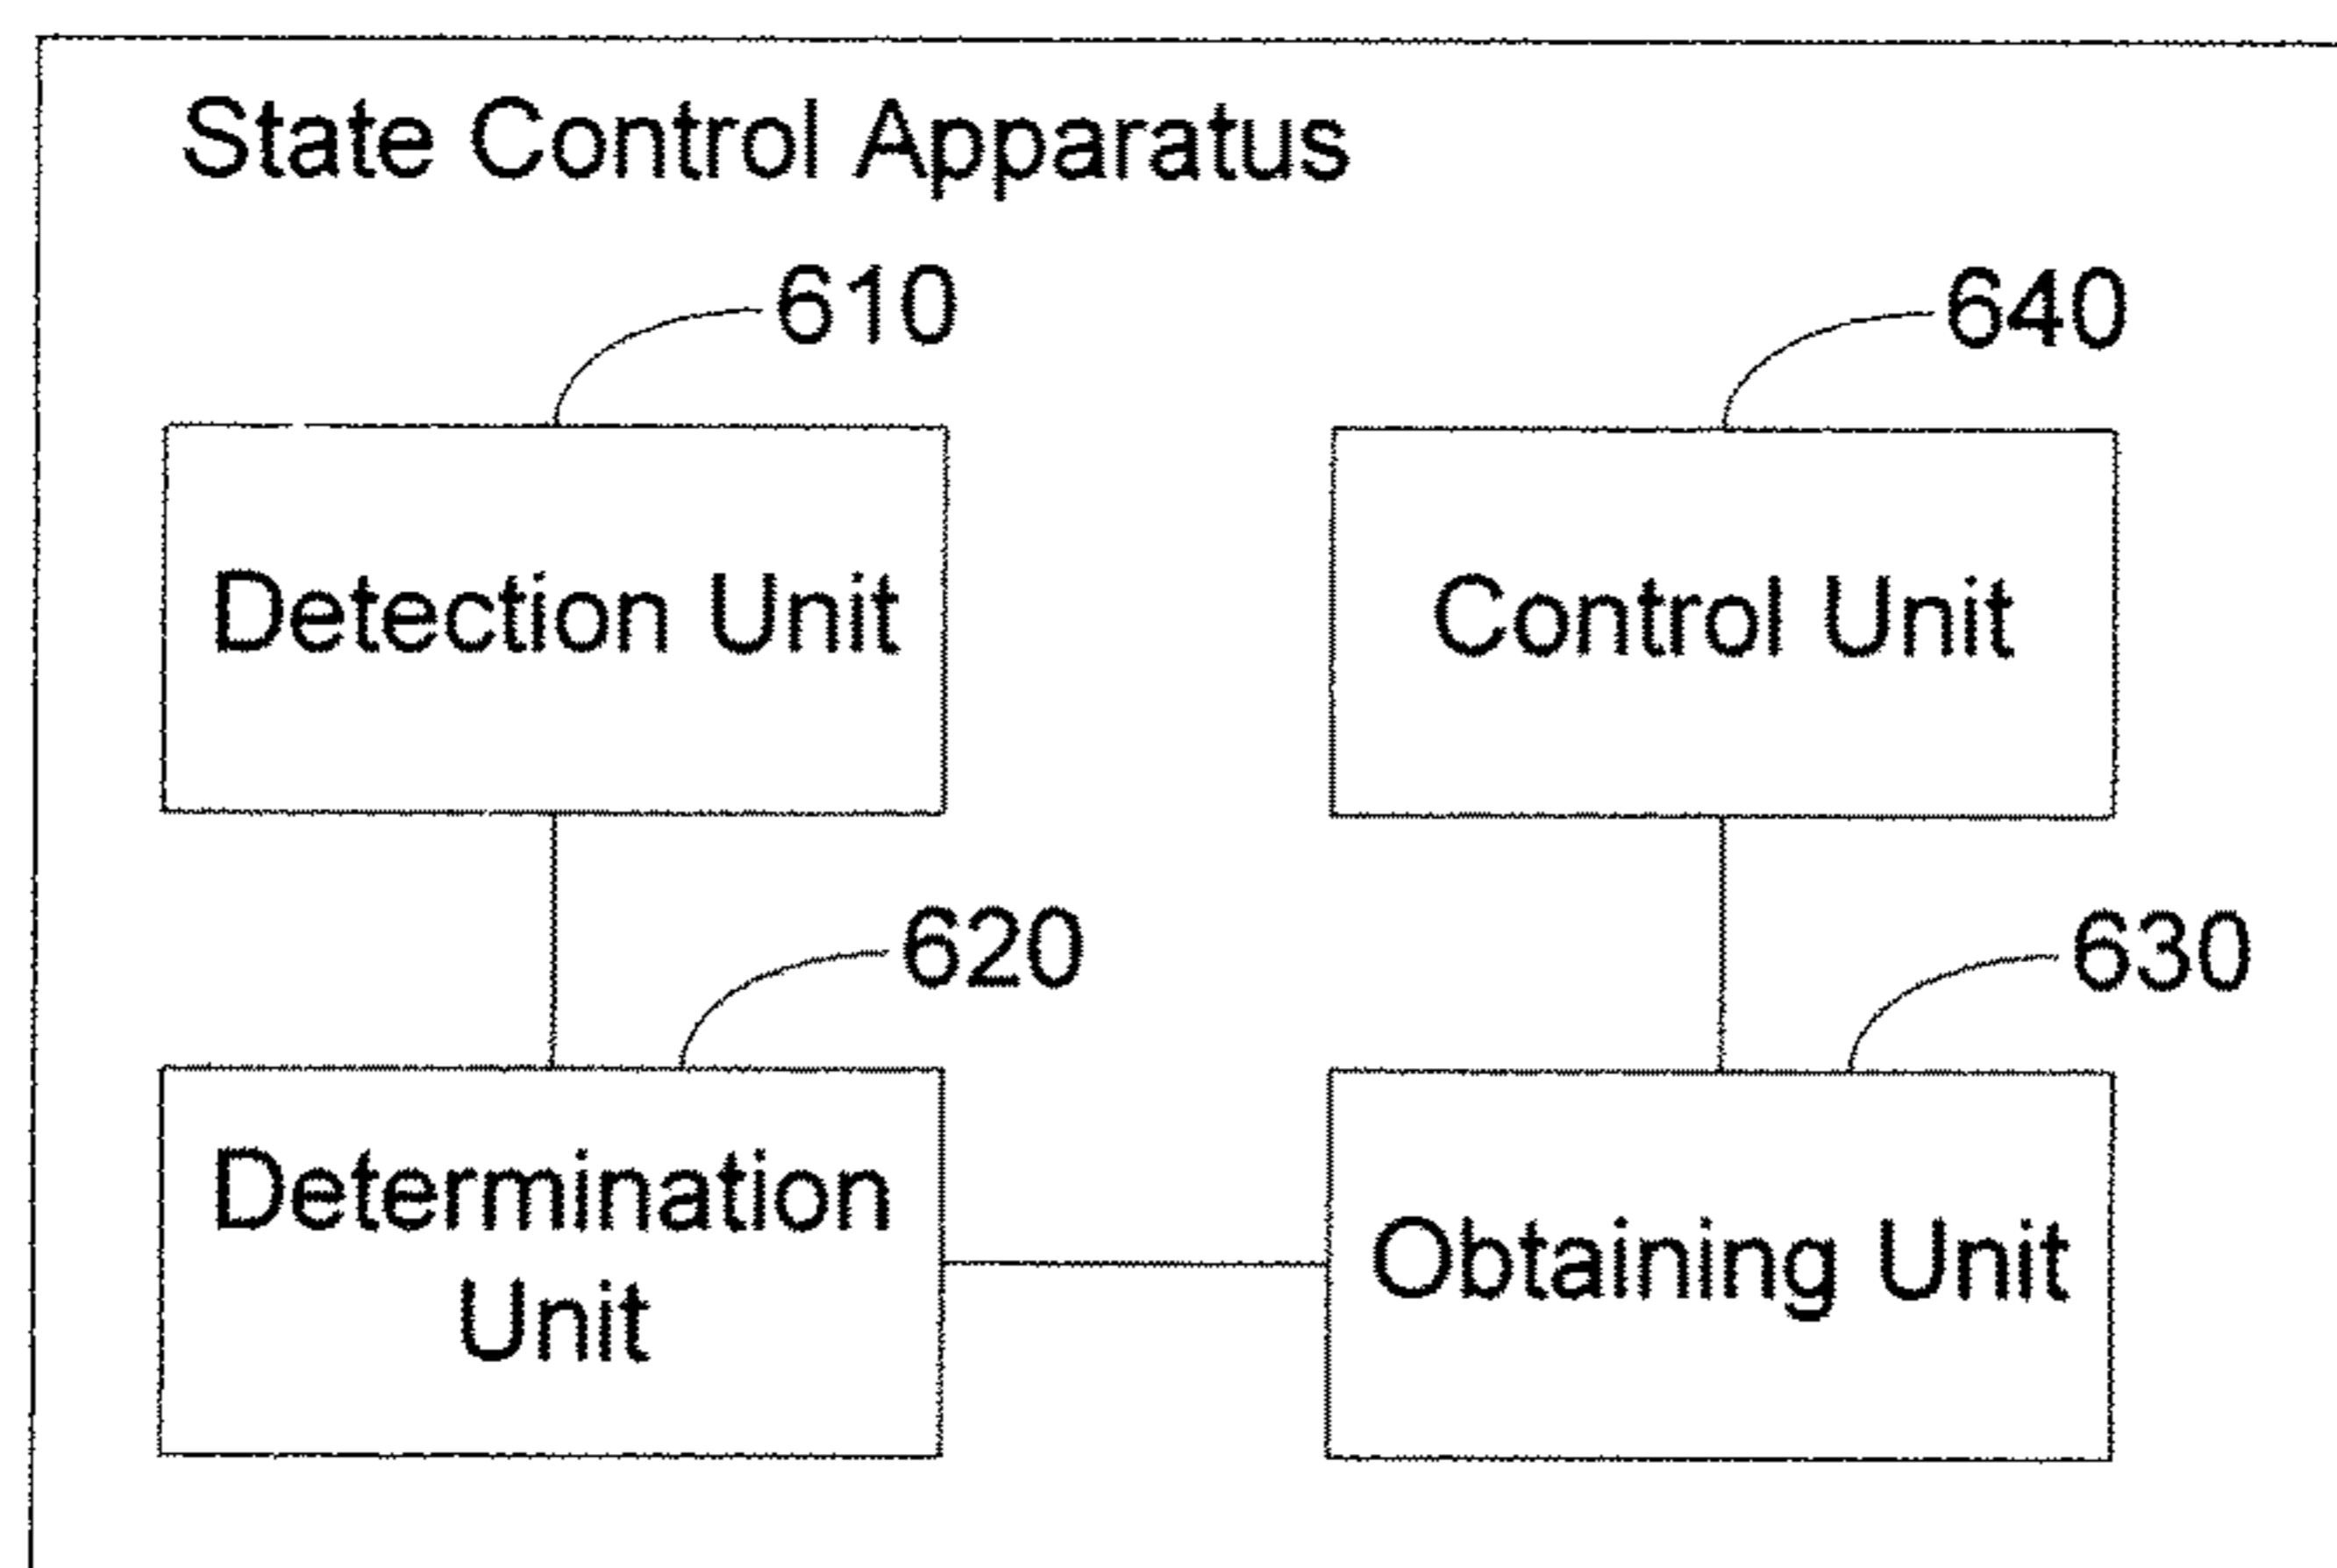 State Control Apparatus
610
640
Detection Unit
Control Unit
620
630
Determination
Unit
Obtaining Unit